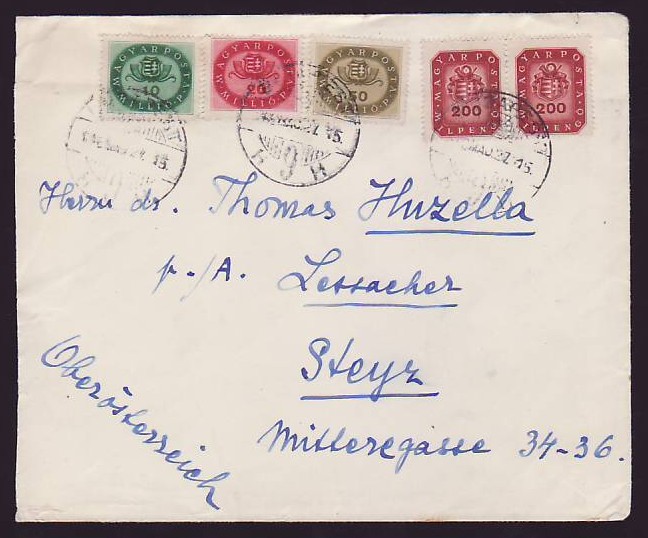 MAGYARPOSTA 10 MILLIÓ-P
MAGYARPOSTA 20 MILLIÓ-P
MAGYARPOSTA 50 MILLIÓ-P
MAGYARPOSTA 200 MILPENGŐ
MAGYARPOSTA 200 MILPENGŐ
Herrn dr. Thomas Huzella
p./A. Lessacher
Steyr
Mitteregasse 34-36.
Oberösterreich